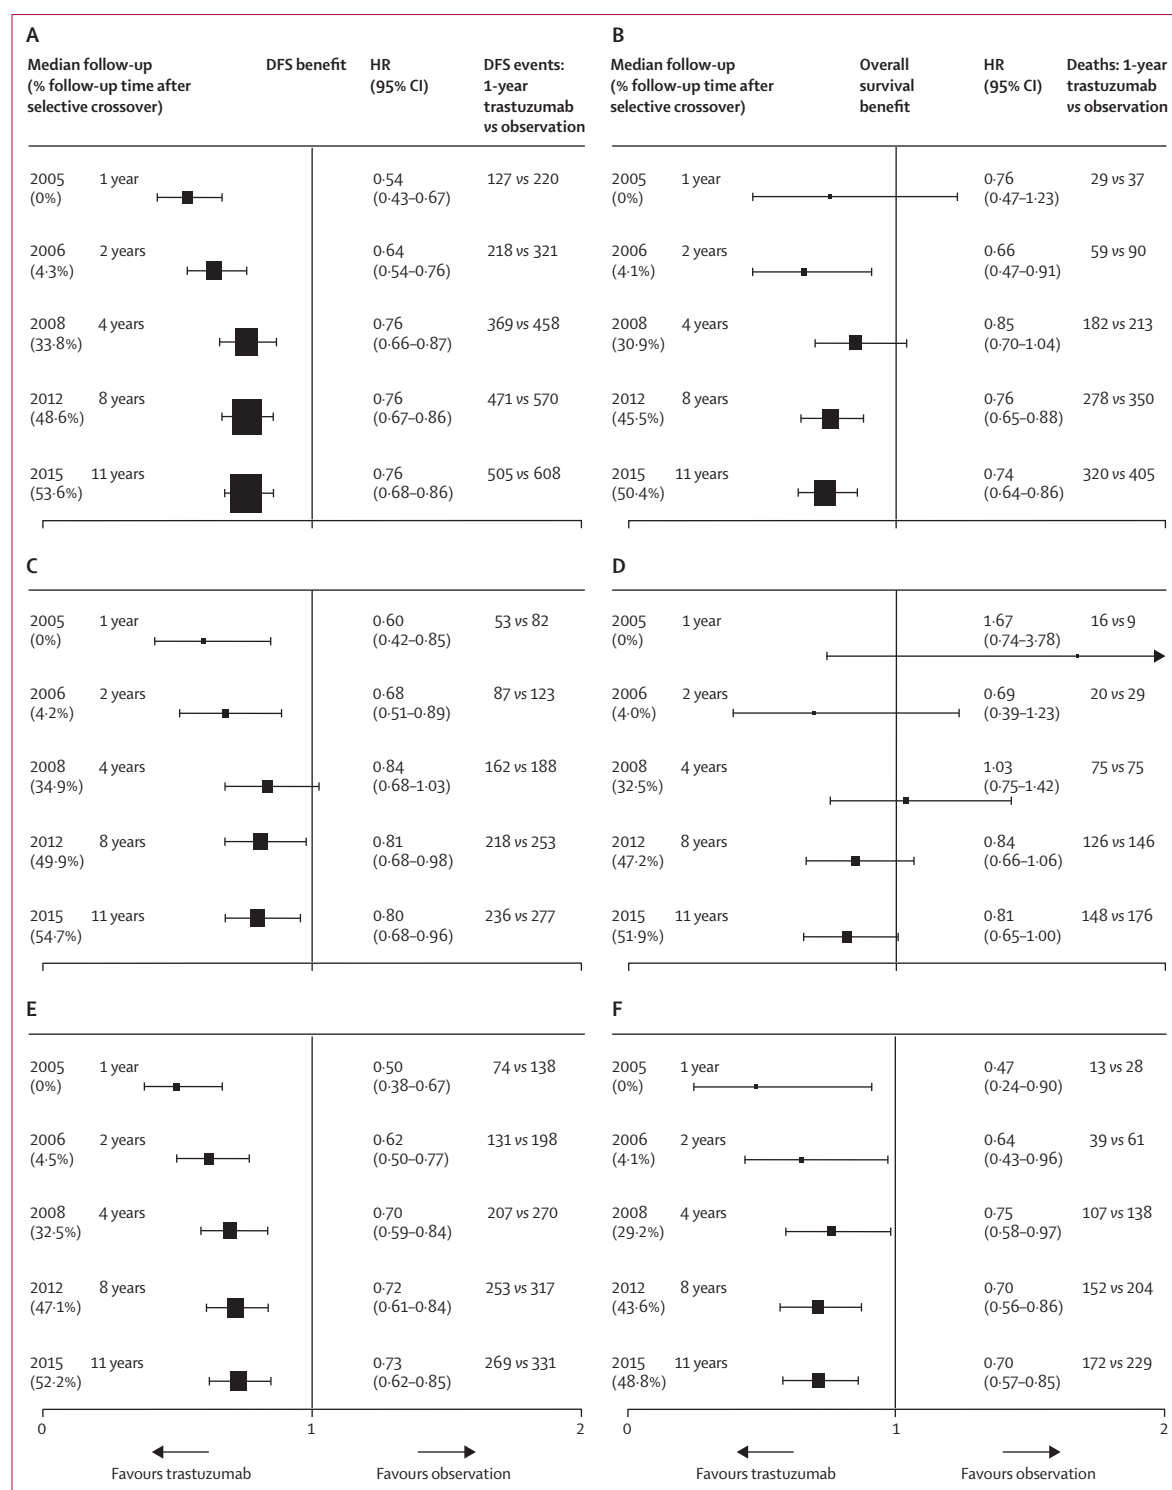 A
Median follow-up
(% follow-up time after
selective crossover)
DFS benefit
HR
(95% CI)
DFS events:
1-year
trastuzumab
vs observation
2005
(0%)
1 year
0·54
(0·43–0·67)
127 vs 220
2006
(4·3%)
2 years
0·64
(0·54–0·76)
218 vs 321
2008
(33·8%)
4 years
0·76
(0·66–0·87)
369 vs 458
2012
(48·6%)
8 years
0·76
(0·67–0·86)
471 vs 570
2015
(53·6%)
11 years
0·76
(0·68–0·86)
505 vs 608
B
Median follow-up
(% follow-up time after
selective crossover)
Overall
survival
benefit
HR
(95% CI)
Deaths: 1-year
trastuzumab
vs observation
2005
(0%)
1 year
0·76
(0·47–1·23)
29 vs 37
2006
(4·1%)
2 years
0·66
(0·47–0·91)
59 vs 90
2008
(30·9%)
4 years
0·85
(0·70–1·04)
182 vs 213
2012
(45·5%)
8 years
0·76
(0·65–0·88)
278 vs 350
2015
(50·4%)
11 years
0·74
(0·64–0·86)
320 vs 405
C
2005
(0%)
1 year
0·60
(0·42–0·85)
53 vs 82
2006
(4·2%)
2 years
0·68
(0·51–0·89)
87 vs 123
2008
(34·9%)
4 years
0·84
(0·68–1·03)
162 vs 188
2012
(49·9%)
8 years
0·81
(0·68–0·98)
218 vs 253
2015
(54·7%)
11 years
0·80
(0·68–0·96)
236 vs 277
D
2005
(0%)
1 year
1·67
(0·74–3·78)
16 vs 9
2006
(4·0%)
2 years
0·69
(0·39–1·23)
20 vs 29
2008
(32·5%)
4 years
1·03
(0·75–1·42)
75 vs 75
2012
(47·2%)
8 years
0·84
(0·66–1·06)
126 vs 146
2015
(51·9%)
11 years
0·81
(0·65–1·00)
148 vs 176
E
2005
(0%)
1 year
0·50
(0·38–0·67)
74 vs 138
2006
(4·5%)
2 years
0·62
(0·50–0·77)
131 vs 198
2008
(32·5%)
4 years
0·70
(0·59–0·84)
207 vs 270
2012
(47·1%)
8 years
0·72
(0·61–0·84)
253 vs 317
2015
(52·2%)
11 years
0·73
(0·62–0·85)
269 vs 331
0
1
2
Favours trastuzumab
Favours observation
F
2005
(0%)
1 year
0·47
(0·24–0·90)
13 vs 28
2006
(4·1%)
2 years
0·64
(0·43–0·96)
39 vs 61
2008
(29·2%)
4 years
0·75
(0·58–0·97)
107 vs 138
2012
(43·6%)
8 years
0·70
(0·56–0·86)
152 vs 204
2015
(48·8%)
11 years
0·70
(0·57–0·85)
172 vs 229
0
1
2
Favours trastuzumab
Favours observation